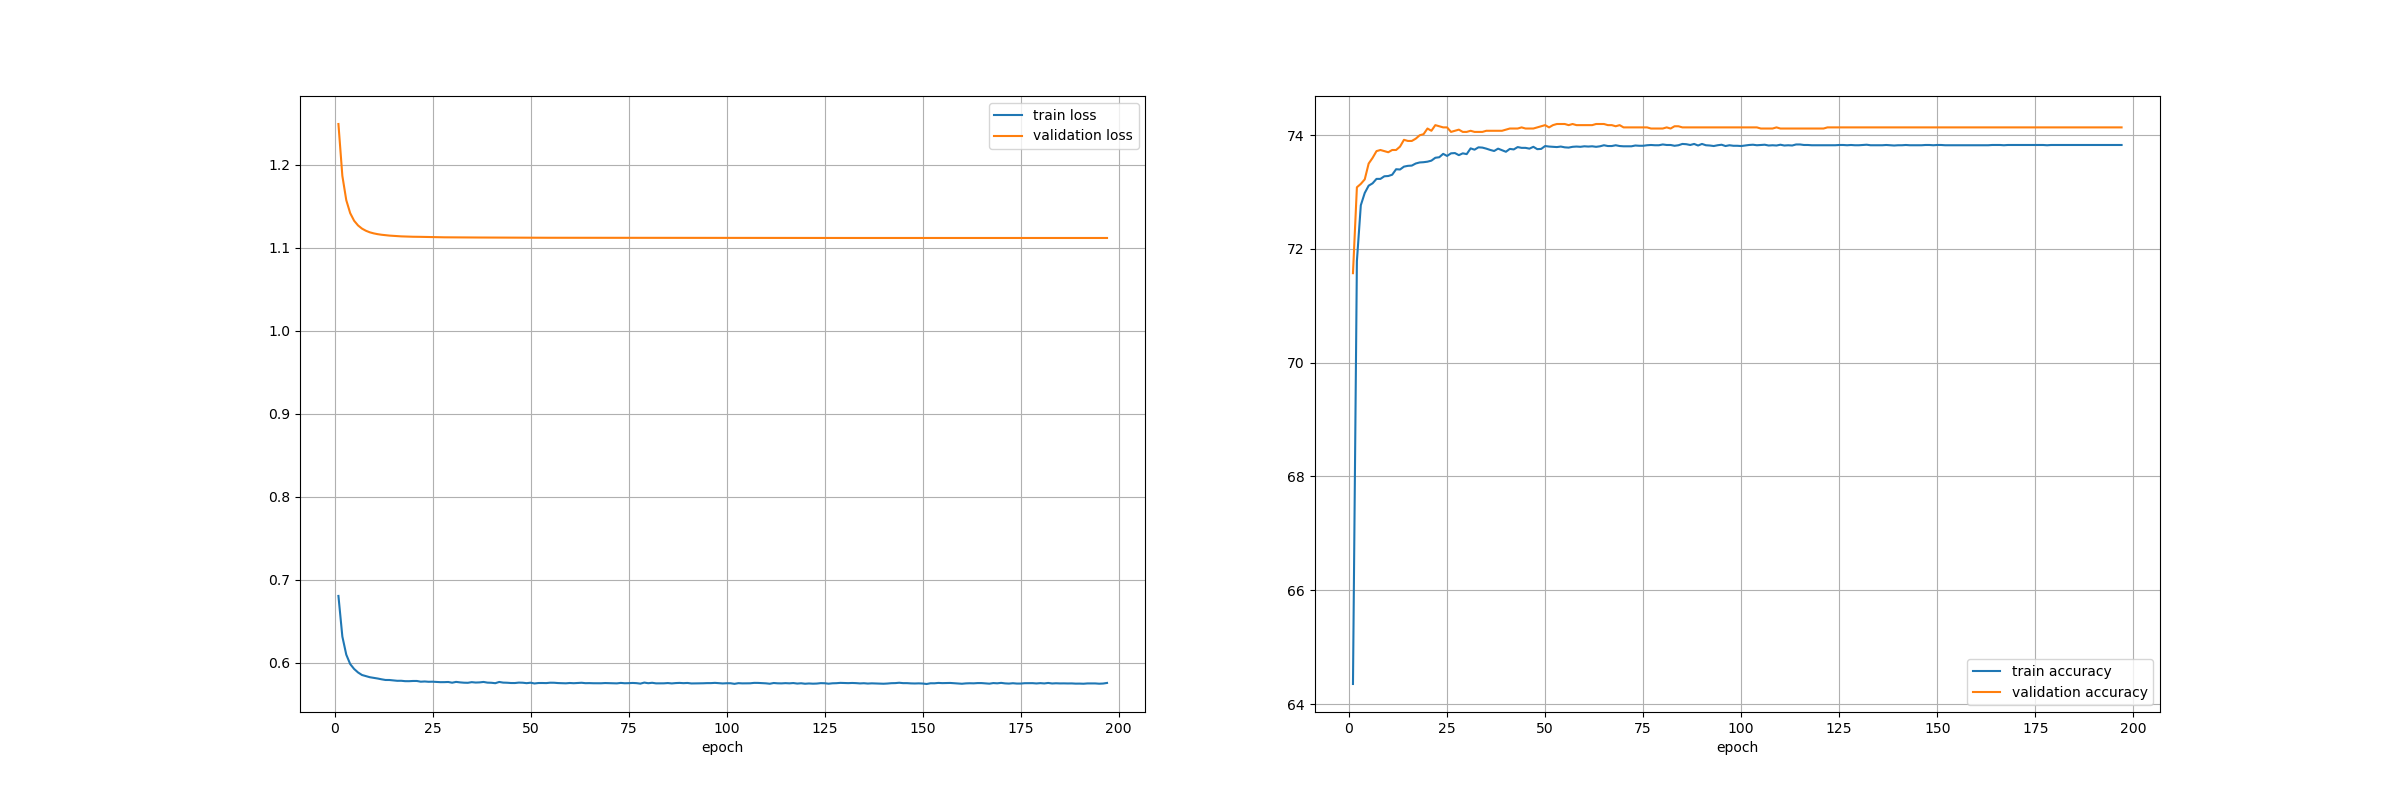 train loss
validation loss
1.2
1.1
1.0
0.9
0.8
0.7
0.6
0 25 50 75 100 125 150 175 200
epoch
74
72
70
68
66
64
train accuracy
validation accuracy
0 25 50 75 100 125 150 175 200
epoch